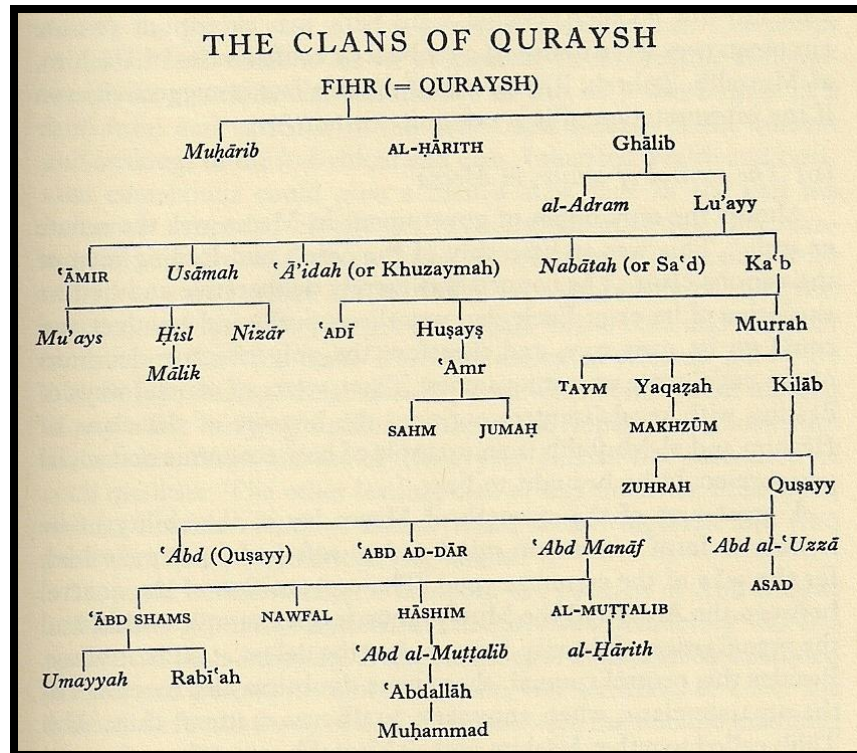 THE CLANS OF QURAYSH
FIHR (= QURAYSH)
Muḥārib AL-ḤĀRITH Ghālib
al-Adram Lu'ayy
ʿĀMIR Usāmah ʿĀ'idah (or Khuzaymah) Nabātah (or Saʿd) Kaʿb
Muʿays Ḥisl Nizār ʿADĪ Huṣayṣ Murrah
Mālik ʿAmr TAYM Yaqaẓah Kilāb
SAHM JUMAḤ MAKHZŪM
ZUHRAH Quṣayy
ʿAbd (Quṣayy) ʿABD AD-DĀR ʿAbd Manāf ʿAbd al-ʿUzzā
ʿĀBD SHAMS NAWFAL HĀSHIM AL-MUṬṬALIB ASAD
Umayyah Rabīʿah ʿAbd al-Muṭṭalib al-Ḥārith
ʿAbdallāh
Muḥammad